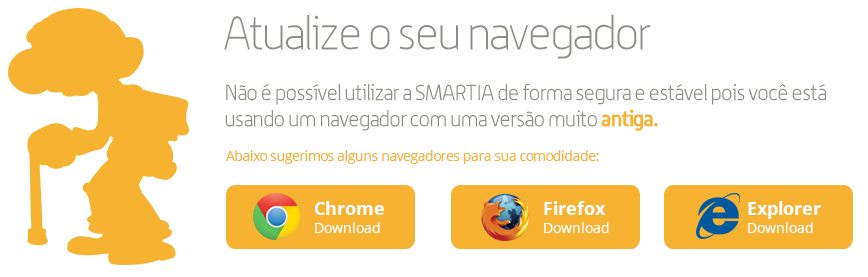 Atualize o seu navegador
Não é possível utilizar a SMARTIA de forma segura e estável pois você está
usando um navegador com uma versão muito antiga.
Abaixo sugerimos alguns navegadores para sua comodidade:
Chrome
Download
Firefox
Download
Explorer
Download